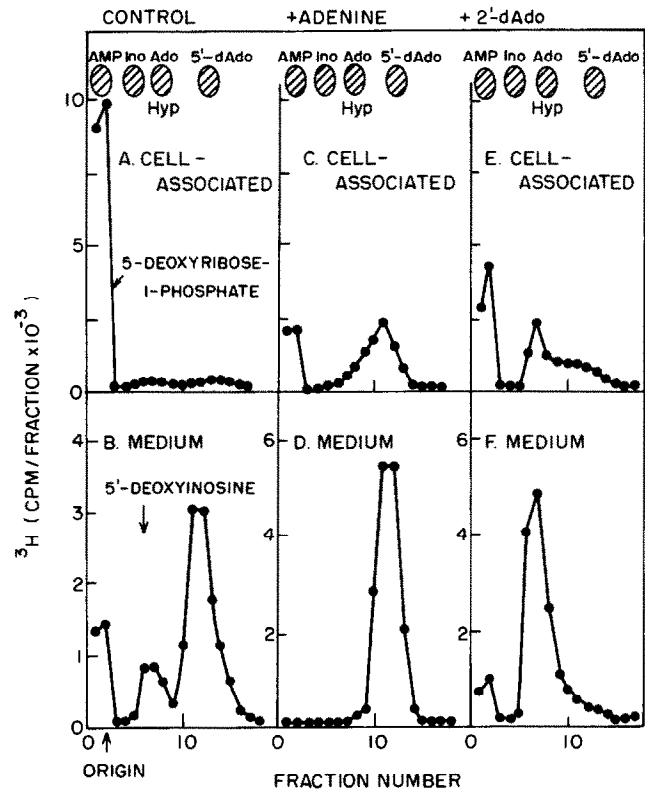 CONTROL +ADENINE + 2'-dAdo
AMP Ino Ado 5'-dAdo AMP Ino Ado 5'-dAdo AMP Ino Ado 5'-dAdo
Hyp Hyp Hyp
10
A. CELL-
ASSOCIATED
C. CELL-
ASSOCIATED
E. CELL-
ASSOCIATED
5
5-DEOXYRIBOSE-
1-PHOSPHATE
0
³H (CPM/FRACTION x10⁻³)
4 6 6
B. MEDIUM D. MEDIUM F. MEDIUM
5'-DEOXYINOSINE
3
4 4
2
2 2
1
0
0 10 10 10
ORIGIN
FRACTION NUMBER